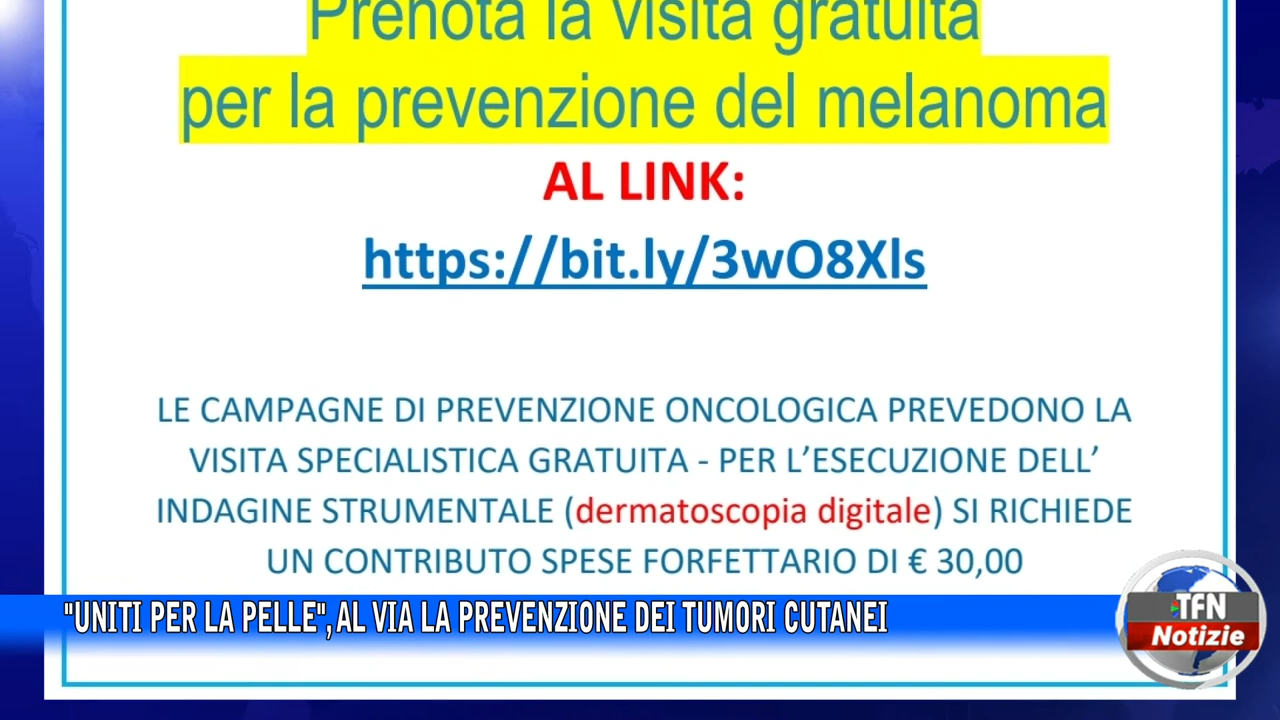 Prenota la visita gratuita
per la prevenzione del melanoma
AL LINK:
https://bit.ly/3wO8Xls
LE CAMPAGNE DI PREVENZIONE ONCOLOGICA PREVEDONO LA
VISITA SPECIALISTICA GRATUITA - PER L’ESECUZIONE DELL’
INDAGINE STRUMENTALE (dermatoscopia digitale) SI RICHIEDE
UN CONTRIBUTO SPESE FORFETTARIO DI € 30,00
"UNITI PER LA PELLE", AL VIA LA PREVENZIONE DEI TUMORI CUTANEI
TFN
Notizie